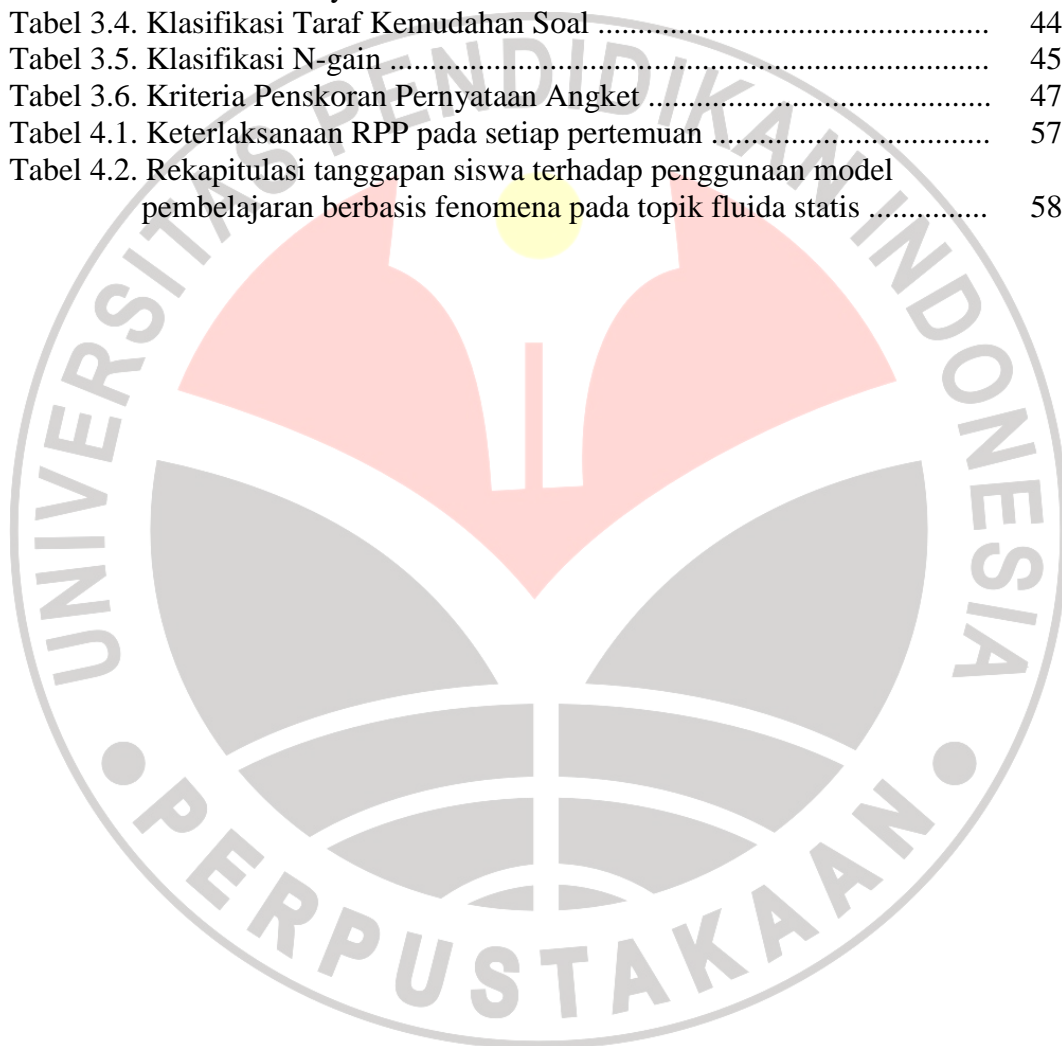 Tabel 3.4. Klasifikasi Taraf Kemudahan Soal ................................................. 44
Tabel 3.5. Klasifikasi N-gain ........................................................................... 45
Tabel 3.6. Kriteria Penskoran Pernyataan Angket ........................................... 47
Tabel 4.1. Keterlaksanaan RPP pada setiap pertemuan ................................... 57
Tabel 4.2. Rekapitulasi tanggapan siswa terhadap penggunaan model
pembelajaran berbasis fenomena pada topik fluida statis ............... 58
UNIVERSITAS PENDIDIKAN INDONESIA
PERPUSTAKAAN